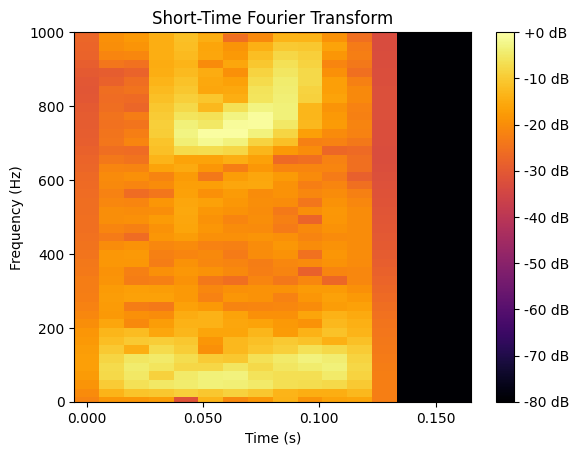 Short-Time Fourier Transform
1000
800
600
400
200
0
Frequency (Hz)
0.000
0.050
0.100
0.150
Time (s)
+0 dB
-10 dB
-20 dB
-30 dB
-40 dB
-50 dB
-60 dB
-70 dB
-80 dB